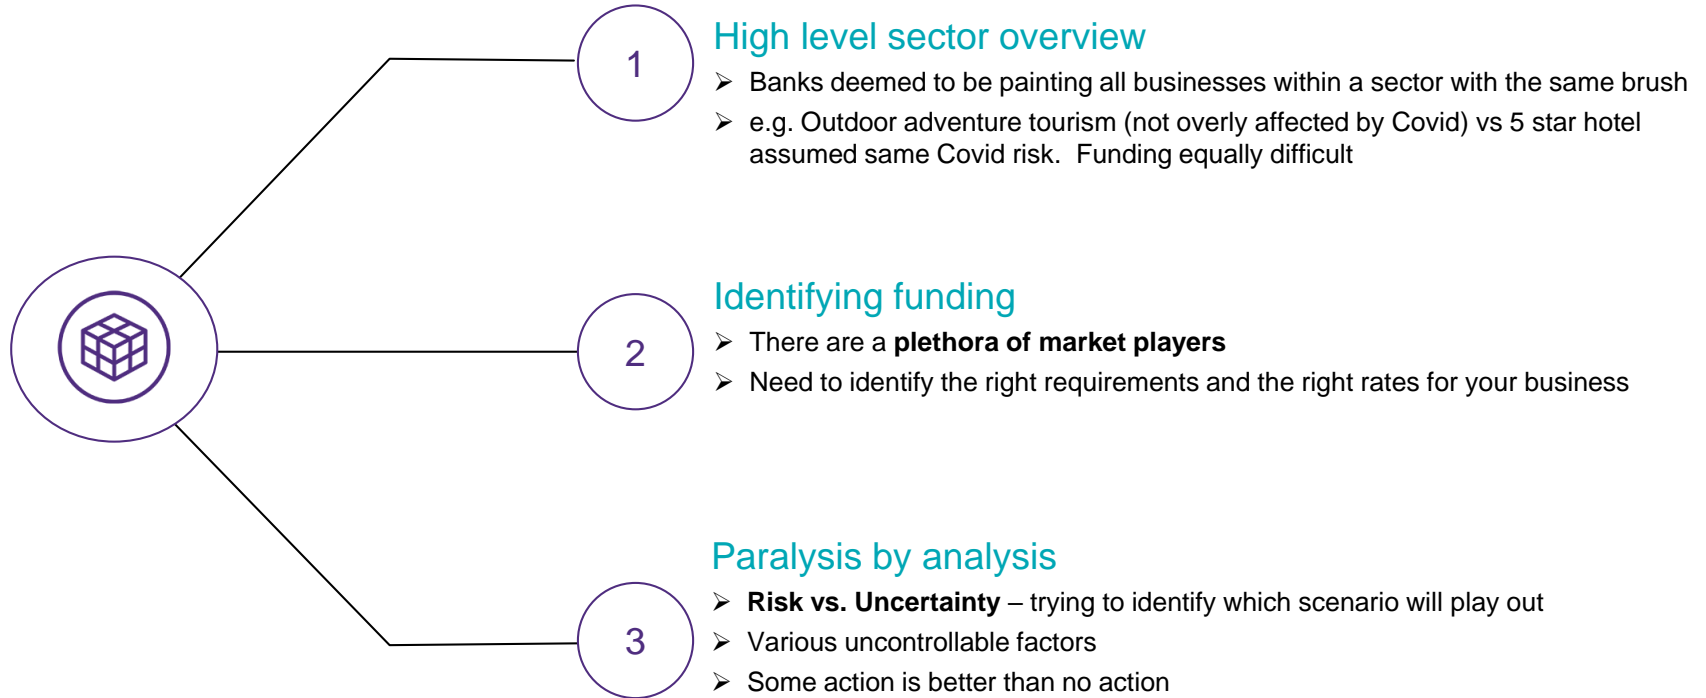 1
High level sector overview
➢ Banks deemed to be painting all businesses within a sector with the same brush
➢ e.g. Outdoor adventure tourism (not overly affected by Covid) vs 5 star hotel
assumed same Covid risk.  Funding equally difficult
2
Identifying funding
➢ There are a plethora of market players
➢ Need to identify the right requirements and the right rates for your business
3
Paralysis by analysis
➢ Risk vs. Uncertainty – trying to identify which scenario will play out
➢ Various uncontrollable factors
➢ Some action is better than no action